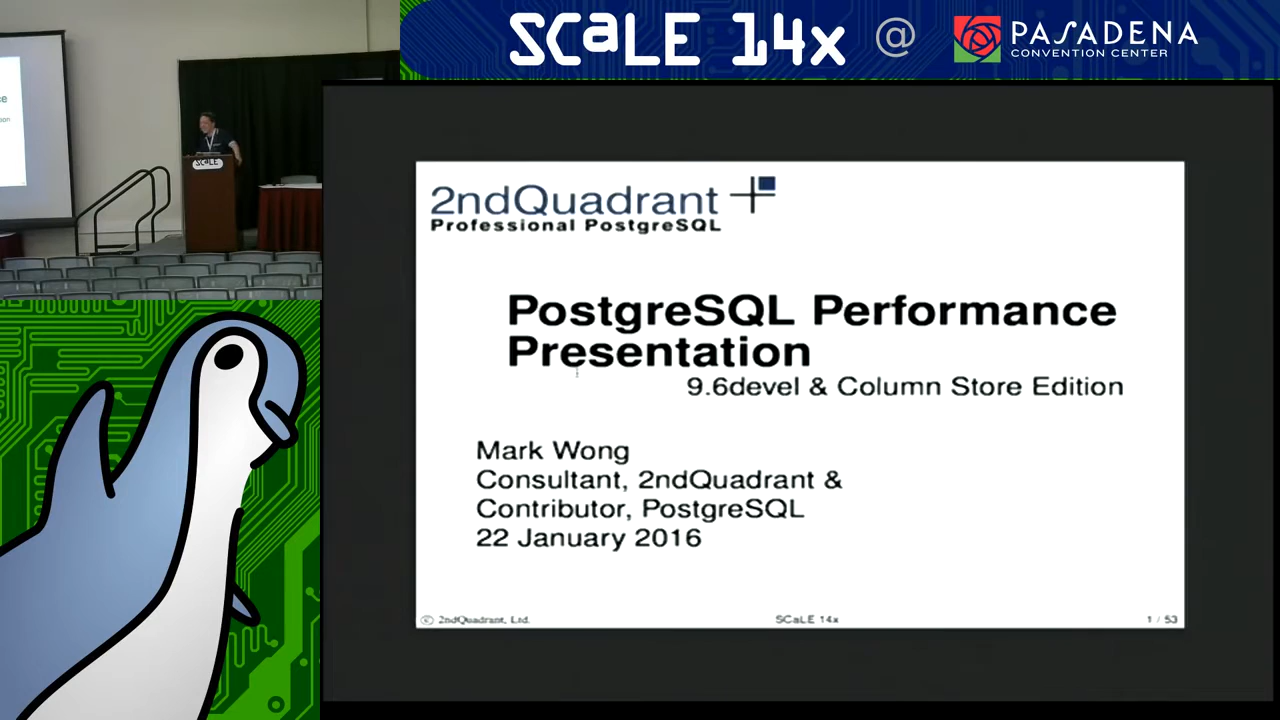 SCaLE 14x @ PASADENA
CONVENTION CENTER
SCaLE
2ndQuadrant
Professional PostgreSQL
PostgreSQL Performance
Presentation
9.6devel & Column Store Edition
Mark Wong
Consultant, 2ndQuadrant &
Contributor, PostgreSQL
22 January 2016
© 2ndQuadrant, Ltd. SCaLE 14x 1 / 53